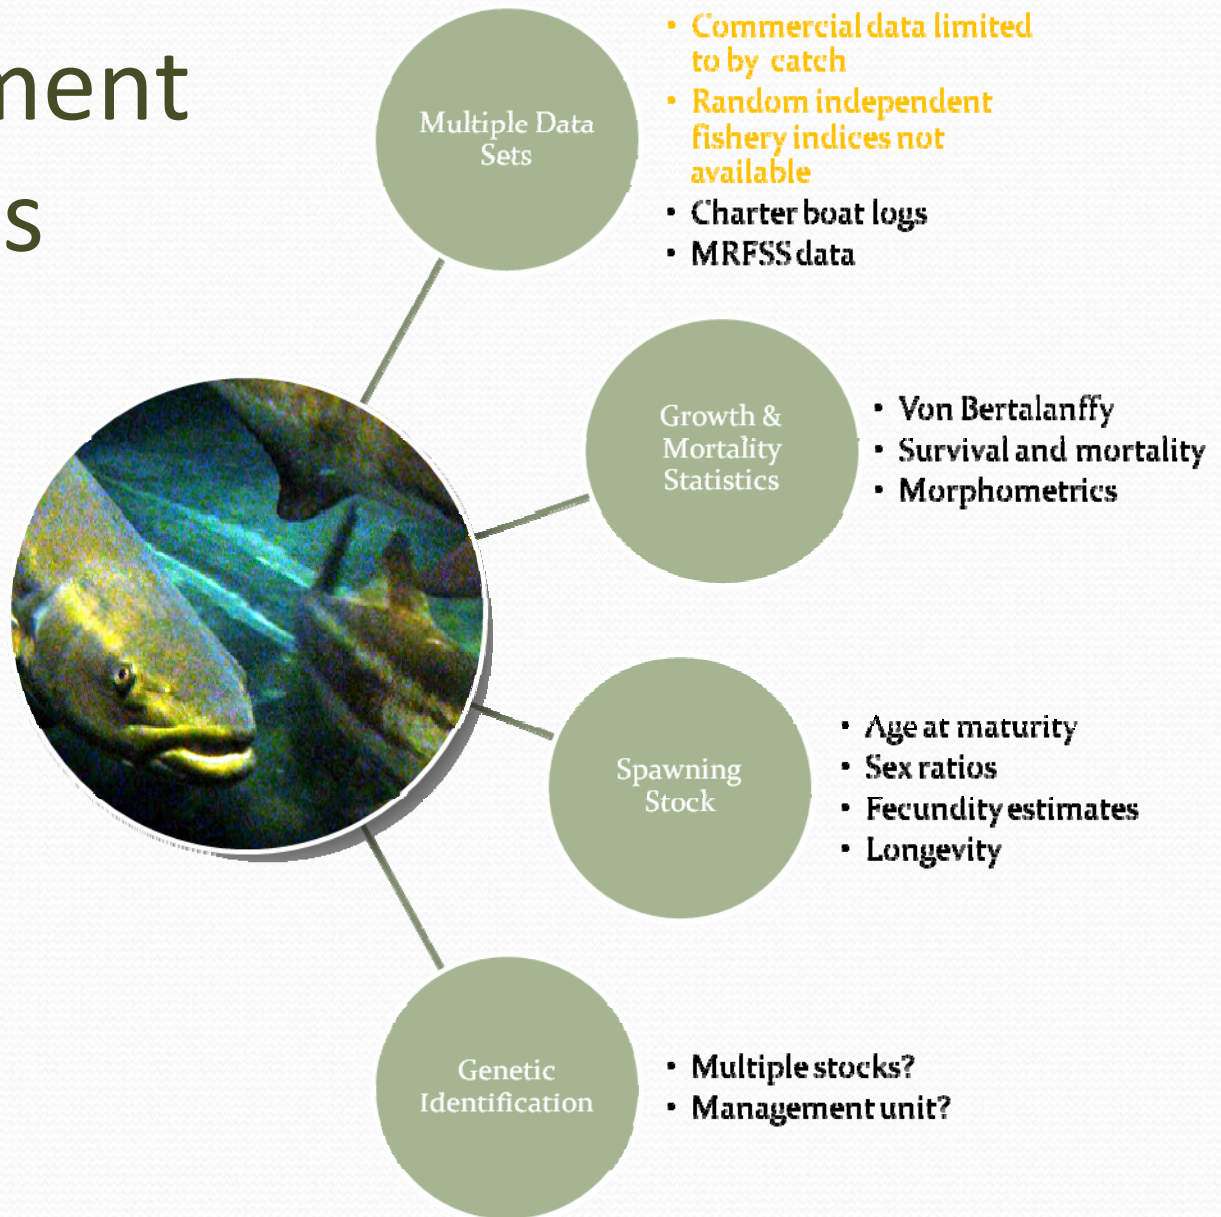 ment
s
Multiple Data
Sets
• Commercial data limited
to by catch
• Random independent
fishery indices not
available
• Charter boat logs
• MRFSS data
Growth &
Mortality
Statistics
• Von Bertalanffy
• Survival and mortality
• Morphometrics
Spawning
Stock
• Age at maturity
• Sex ratios
• Fecundity estimates
• Longevity
Genetic
Identification
• Multiple stocks?
• Management unit?